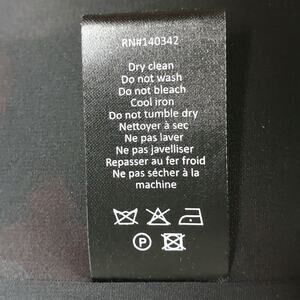 RN#140342
Dry clean
Do not wash
Do not bleach
Cool iron
Do not tumble dry
Nettoyer à sec
Ne pas laver
Ne pas javelliser
Repasser au fer froid
Ne pas sécher à la
machine
P